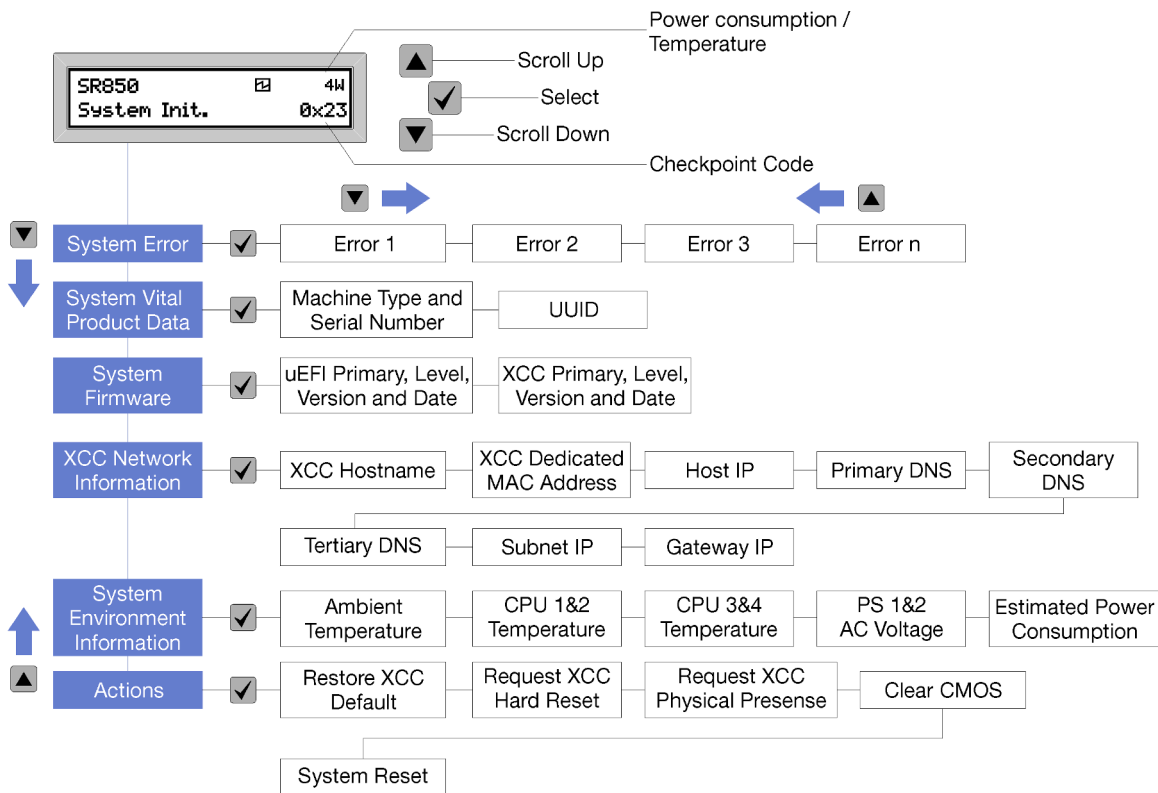 Power consumption /
Temperature
SR850 4W
System Init. 0x23
Scroll Up
Select
Scroll Down
Checkpoint Code
System Error
Error 1
Error 2
Error 3
Error n
System Vital
Product Data
Machine Type and
Serial Number
UUID
System
Firmware
uEFI Primary, Level,
Version and Date
XCC Primary, Level,
Version and Date
XCC Network
Information
XCC Hostname
XCC Dedicated
MAC Address
Host IP
Primary DNS
Secondary
DNS
Tertiary DNS
Subnet IP
Gateway IP
System
Environment
Information
Ambient
Temperature
CPU 1&2
Temperature
CPU 3&4
Temperature
PS 1&2
AC Voltage
Estimated Power
Consumption
Actions
Restore XCC
Default
Request XCC
Hard Reset
Request XCC
Physical Presense
Clear CMOS
System Reset